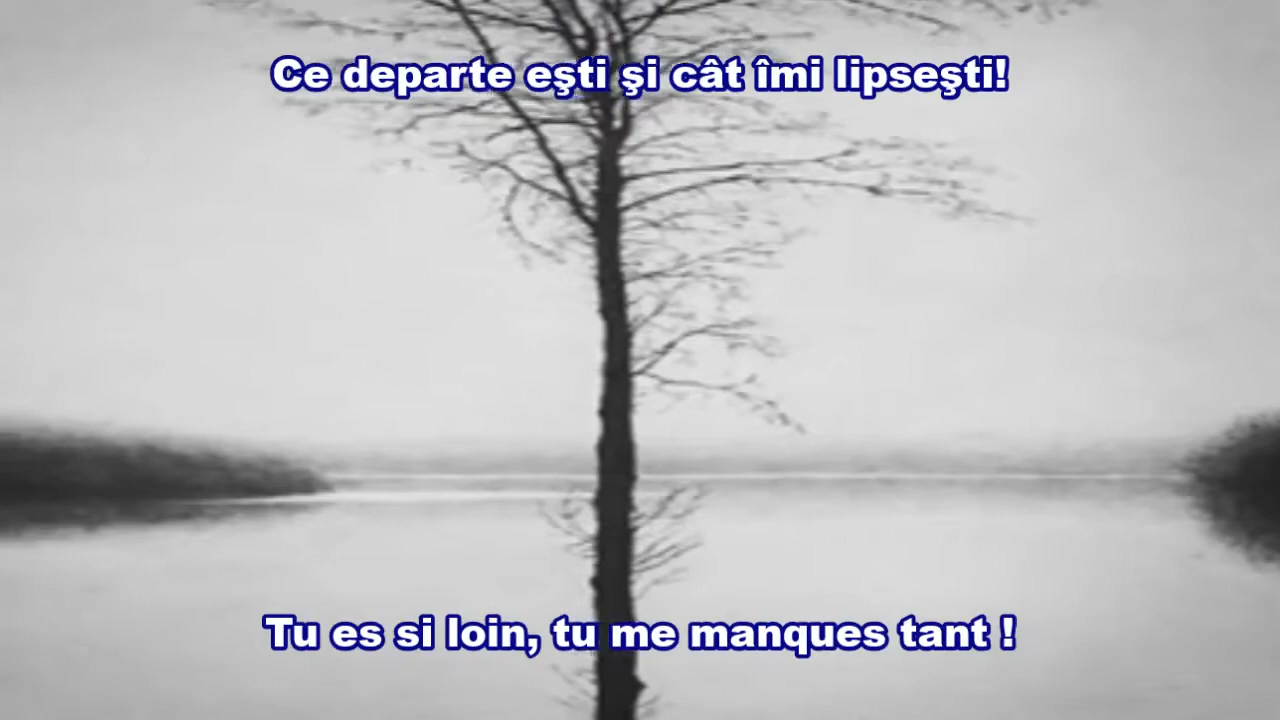 Ce departe eşti şi cât îmi lipseşti!
Tu es si loin, tu me manques tant !